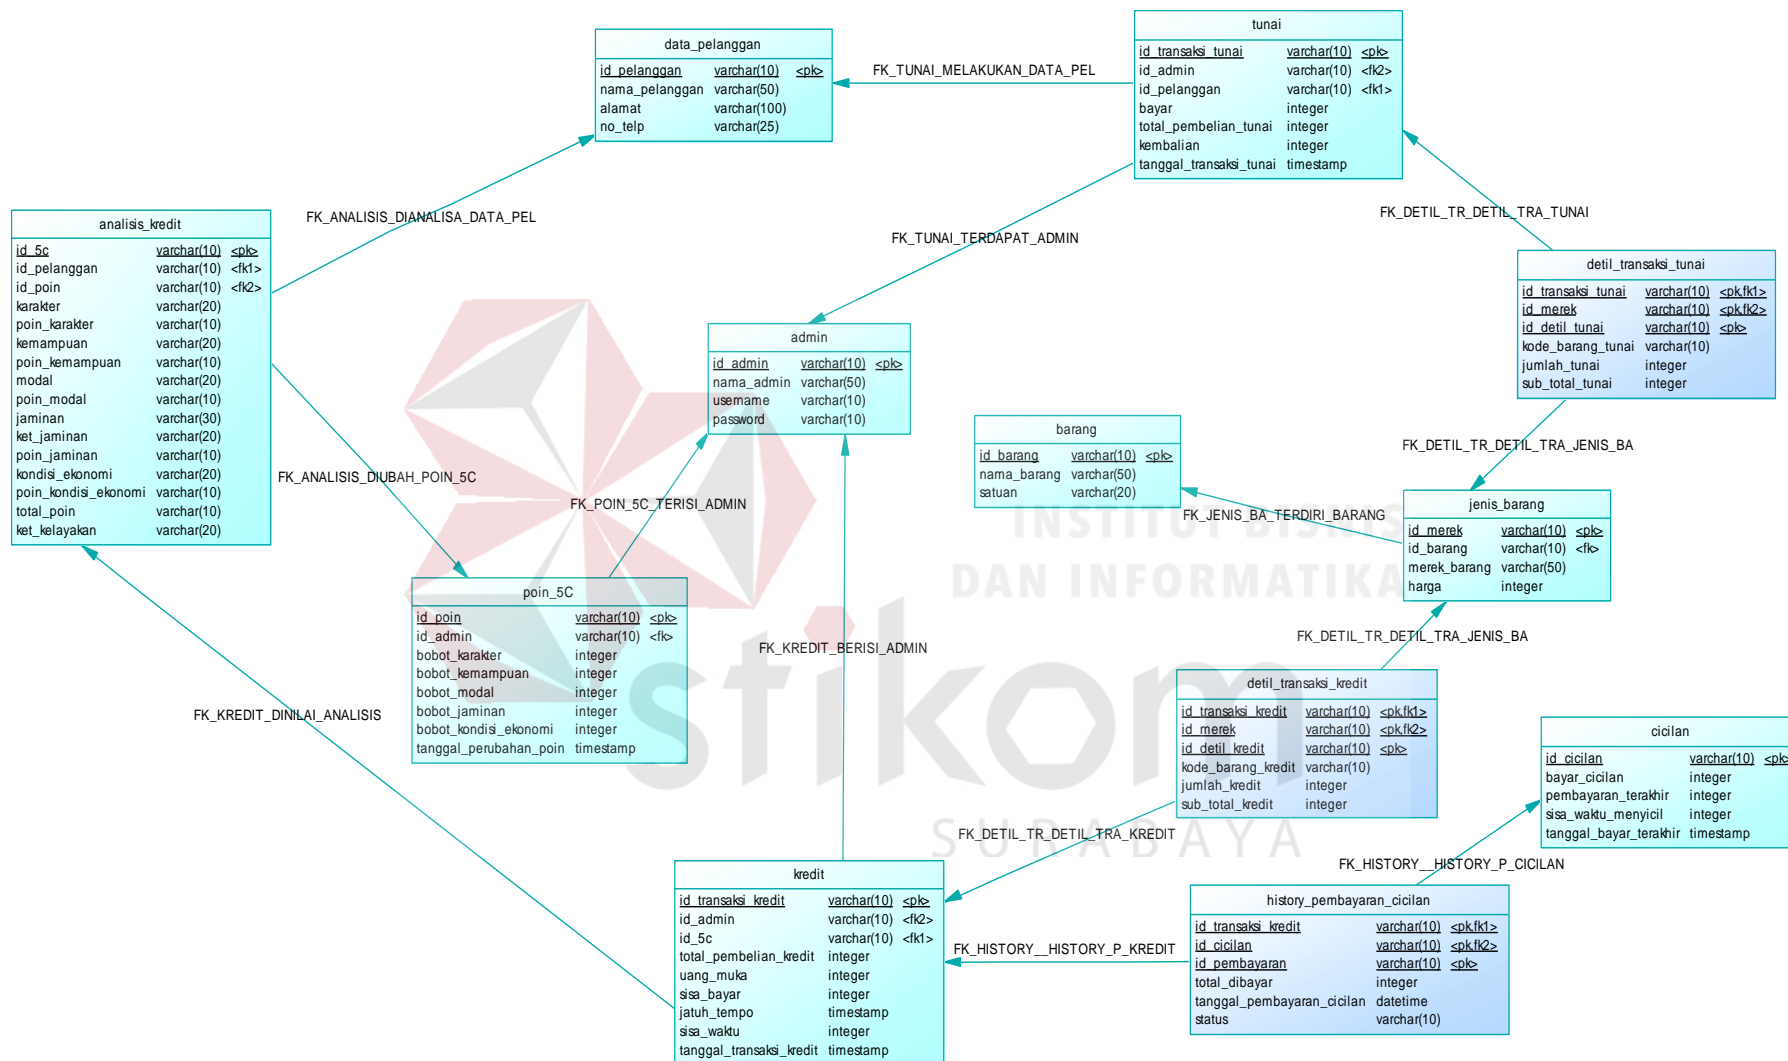 data_pelanggan
id_pelanggan varchar(10) <pk>
nama_pelanggan varchar(50)
alamat varchar(100)
no_telp varchar(25)
FK_TUNAI_MELAKUKAN_DATA_PEL
tunai
id_transaksi_tunai varchar(10) <pk>
id_admin varchar(10) <fk2>
id_pelanggan varchar(10) <fk1>
bayar integer
total_pembelian_tunai integer
kembalian integer
tanggal_transaksi_tunai timestamp
FK_ANALISIS_DIANALISA_DATA_PEL
FK_TUNAI_TERDAPAT_ADMIN
FK_DETIL_TR_DETIL_TRA_TUNAI
analisis_kredit
id_5c varchar(10) <pk>
id_pelanggan varchar(10) <fk1>
id_poin varchar(10) <fk2>
karakter varchar(20)
poin_karakter varchar(10)
kemampuan varchar(20)
poin_kemampuan varchar(10)
modal varchar(20)
poin_modal varchar(10)
jaminan varchar(30)
ket_jaminan varchar(20)
poin_jaminan varchar(10)
kondisi_ekonomi varchar(20)
poin_kondisi_ekonomi varchar(10)
total_poin varchar(10)
ket_kelayakan varchar(20)
detil_transaksi_tunai
id_transaksi_tunai varchar(10) <pk,fk1>
id_merek varchar(10) <pk,fk2>
id_detil_tunai varchar(10) <pk>
kode_barang_tunai varchar(10)
jumlah_tunai integer
sub_total_tunai integer
admin
id_admin varchar(10) <pk>
nama_admin varchar(50)
username varchar(10)
password varchar(10)
barang
id_barang varchar(10) <pk>
nama_barang varchar(50)
satuan varchar(20)
FK_DETIL_TR_DETIL_TRA_JENIS_BA
FK_ANALISIS_DIUBAH_POIN_5C
FK_POIN_5C_TERISI_ADMIN
FK_JENIS_BA_TERDIRI_BARANG
INSTITUT BISNIS
DAN INFORMATIKA
stikom
SURABAYA
jenis_barang
id_merek varchar(10) <pk>
id_barang varchar(10) <fk>
merek_barang varchar(50)
harga integer
poin_5C
id_poin varchar(10) <pk>
id_admin varchar(10) <fk>
bobot_karakter integer
bobot_kemampuan integer
bobot_modal integer
bobot_jaminan integer
bobot_kondisi_ekonomi integer
tanggal_perubahan_poin timestamp
FK_KREDIT_BERISI_ADMIN
FK_DETIL_TR_DETIL_TRA_JENIS_BA
FK_KREDIT_DINILAI_ANALISIS
detil_transaksi_kredit
id_transaksi_kredit varchar(10) <pk,fk1>
id_merek varchar(10) <pk,fk2>
id_detil_kredit varchar(10) <pk>
kode_barang_kredit varchar(10)
jumlah_kredit integer
sub_total_kredit integer
cicilan
id_cicilan varchar(10) <pk>
bayar_cicilan integer
pembayaran_terakhir integer
sisa_waktu_menyicil integer
tanggal_bayar_terakhir timestamp
FK_DETIL_TR_DETIL_TRA_KREDIT
FK_HISTORY__HISTORY_P_CICILAN
kredit
id_transaksi_kredit varchar(10) <pk>
id_admin varchar(10) <fk2>
id_5c varchar(10) <fk1>
total_pembelian_kredit integer
uang_muka integer
sisa_bayar integer
jatuh_tempo timestamp
sisa_waktu integer
tanggal_transaksi_kredit timestamp
FK_HISTORY__HISTORY_P_KREDIT
history_pembayaran_cicilan
id_transaksi_kredit varchar(10) <pk,fk1>
id_cicilan varchar(10) <pk,fk2>
id_pembayaran varchar(10) <pk>
total_dibayar integer
tanggal_pembayaran_cicilan datetime
status varchar(10)